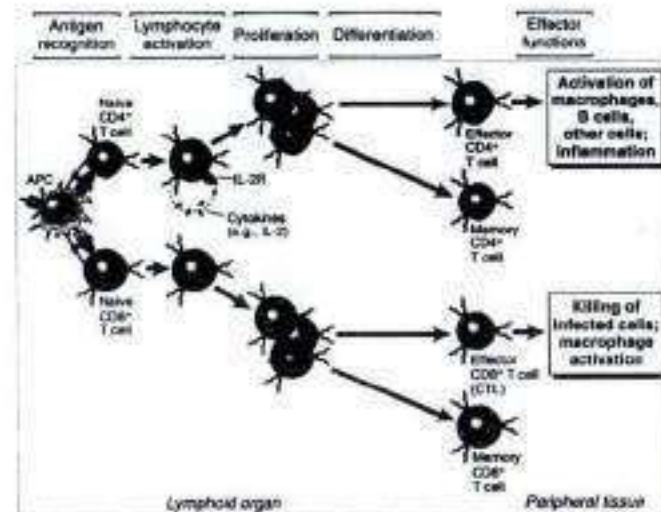 Antigen
recognition
Lymphocyte
activation
Proliferation
Differentiation
Effector
functions
Naive
CD4+
T cell
APC
IL-2R
Cytokines
(e.g., IL-2)
Effector
CD4+
T cell
Activation of
macrophages,
B cells,
other cells;
inflammation
Memory
CD4+
T cell
Naive
CD8+
T cell
Effector
CD8+ T cell
(CTL)
Killing of
infected cells;
macrophage
activation
Memory
CD8+
T cell
Lymphoid organ
Peripheral tissue